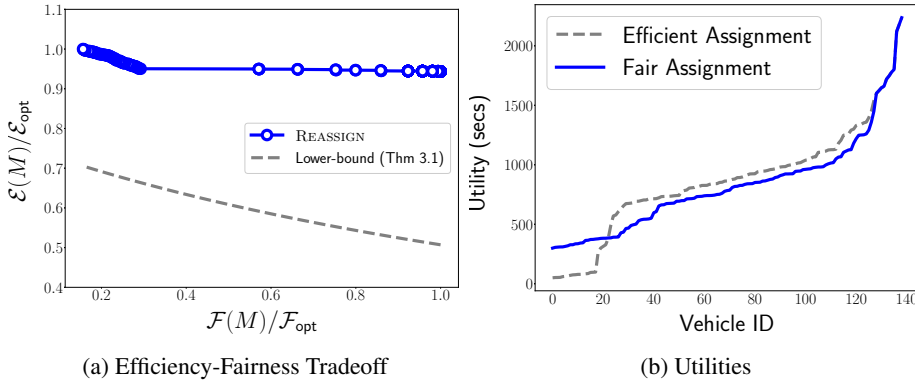 1.1
1.0
0.9
0.8
0.7
0.6
0.5
0.4
E(M)/E_opt
REASSIGN
Lower-bound (Thm 3.1)
0.2 0.4 0.6 0.8 1.0
F(M)/F_opt
(a) Efficiency-Fairness Tradeoff
2000
1500
1000
500
0
Utility (secs)
Efficient Assignment
Fair Assignment
0 20 40 60 80 100 120 140
Vehicle ID
(b) Utilities